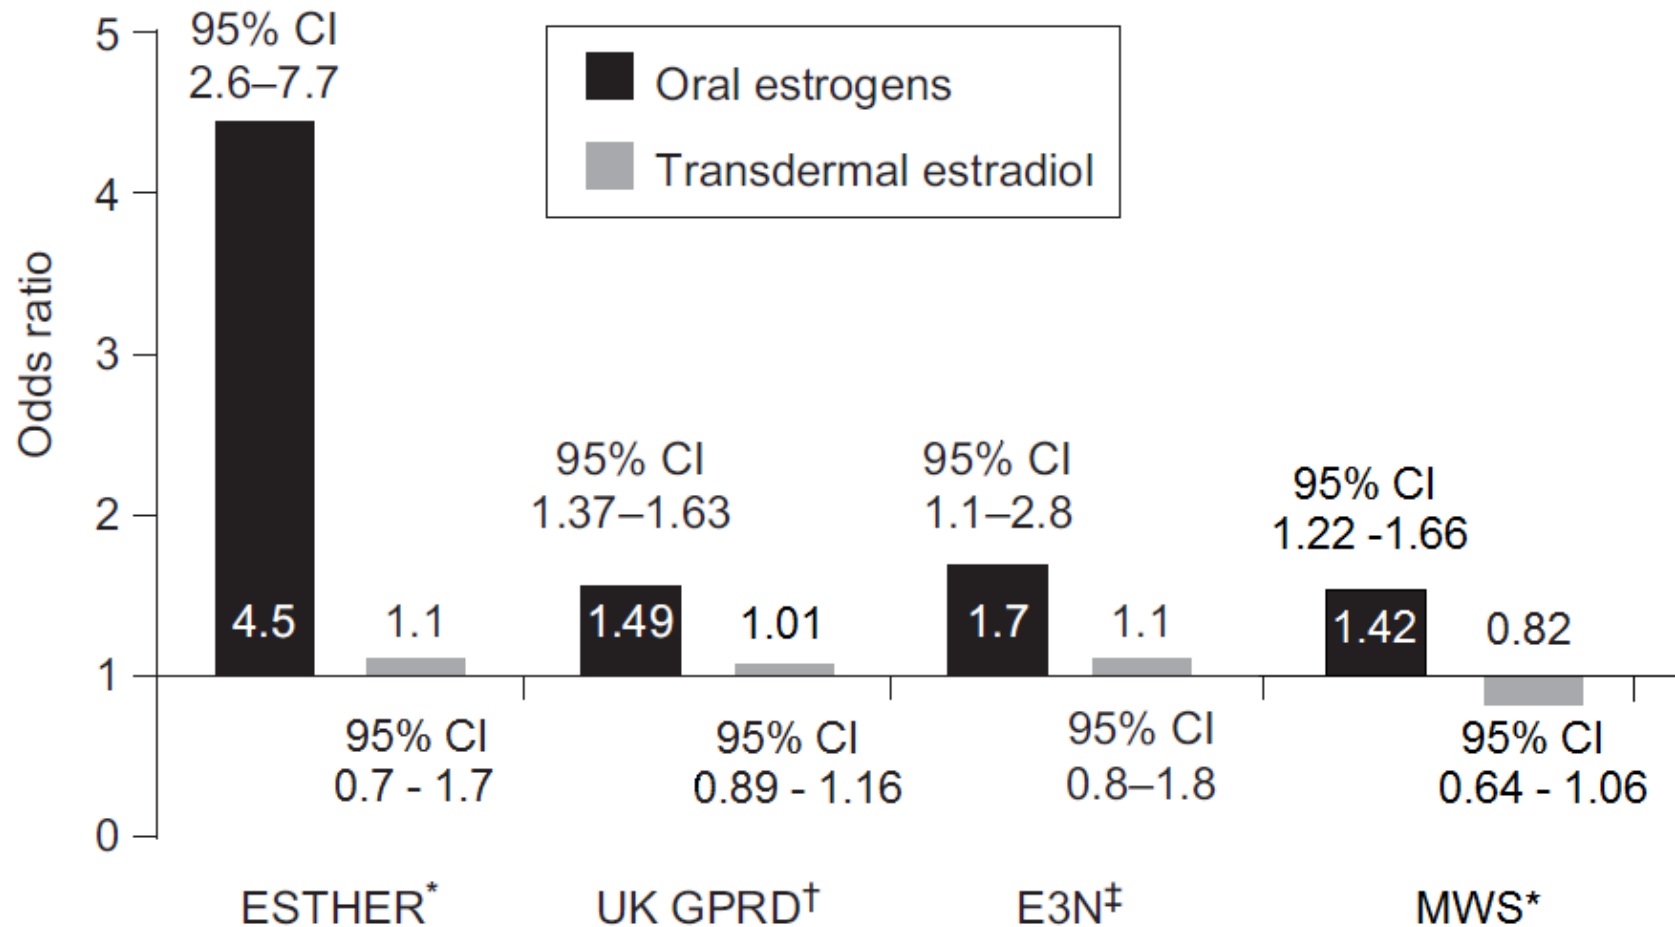 Odds ratio
5
4
3
2
1
0
Oral estrogens
Transdermal estradiol
95% CI
2.6–7.7
4.5
1.1
95% CI
0.7 - 1.7
ESTHER*
95% CI
1.37–1.63
1.49
1.01
95% CI
0.89 - 1.16
UK GPRD†
95% CI
1.1–2.8
1.7
1.1
95% CI
0.8–1.8
E3N‡
95% CI
1.22 -1.66
1.42
0.82
95% CI
0.64 - 1.06
MWS*